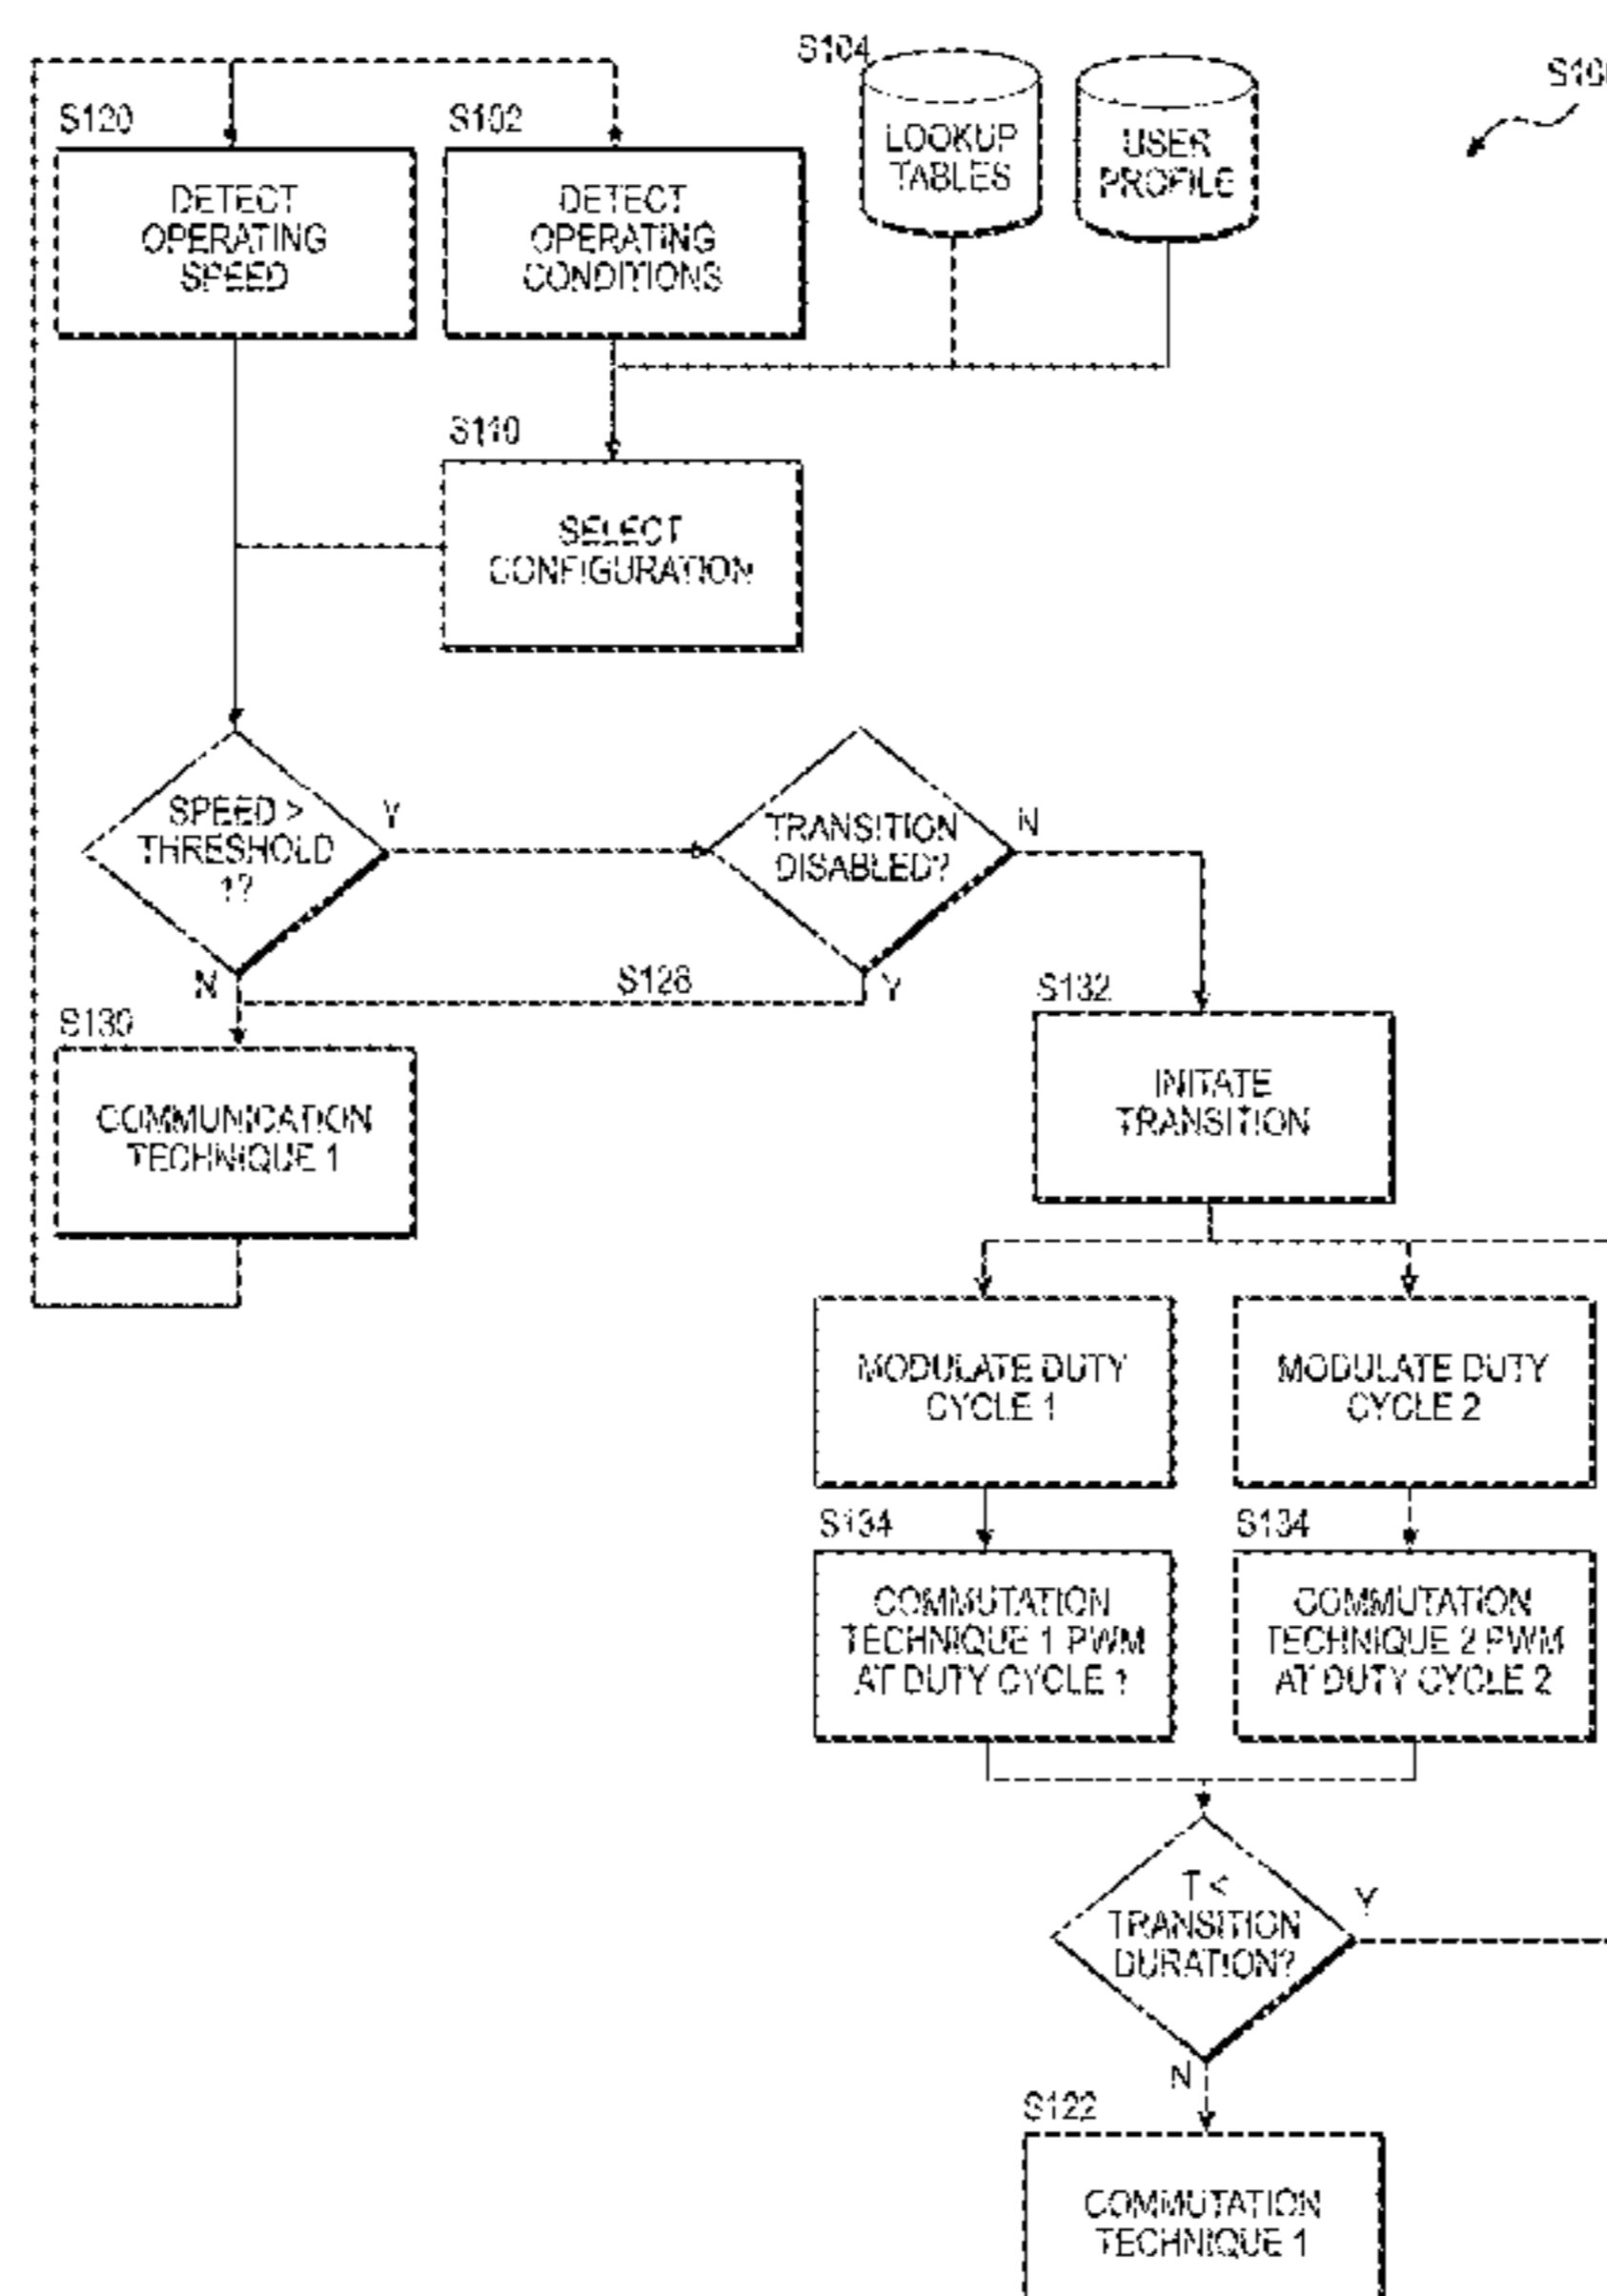 S104
S120
S102
LOOKUP
TABLES
USER
PROFILE
DETECT
OPERATING
SPEED
DETECT
OPERATING
CONDITIONS
S110
SELECT
CONFIGURATION
SPEED >
THRESHOLD
1?
Y
TRANSITION
DISABLED?
N
N
S128
Y
S132
S130
COMMUNICATION
TECHNIQUE 1
INITATE
TRANSITION
MODULATE DUTY
CYCLE 1
MODULATE DUTY
CYCLE 2
S134
S134
COMMUTATION
TECHNIQUE 1 PWM
AT DUTY CYCLE 1
COMMUTATION
TECHNIQUE 2 PWM
AT DUTY CYCLE 2
T <
TRANSITION
DURATION?
Y
N
S122
COMMUTATION
TECHNIQUE 1